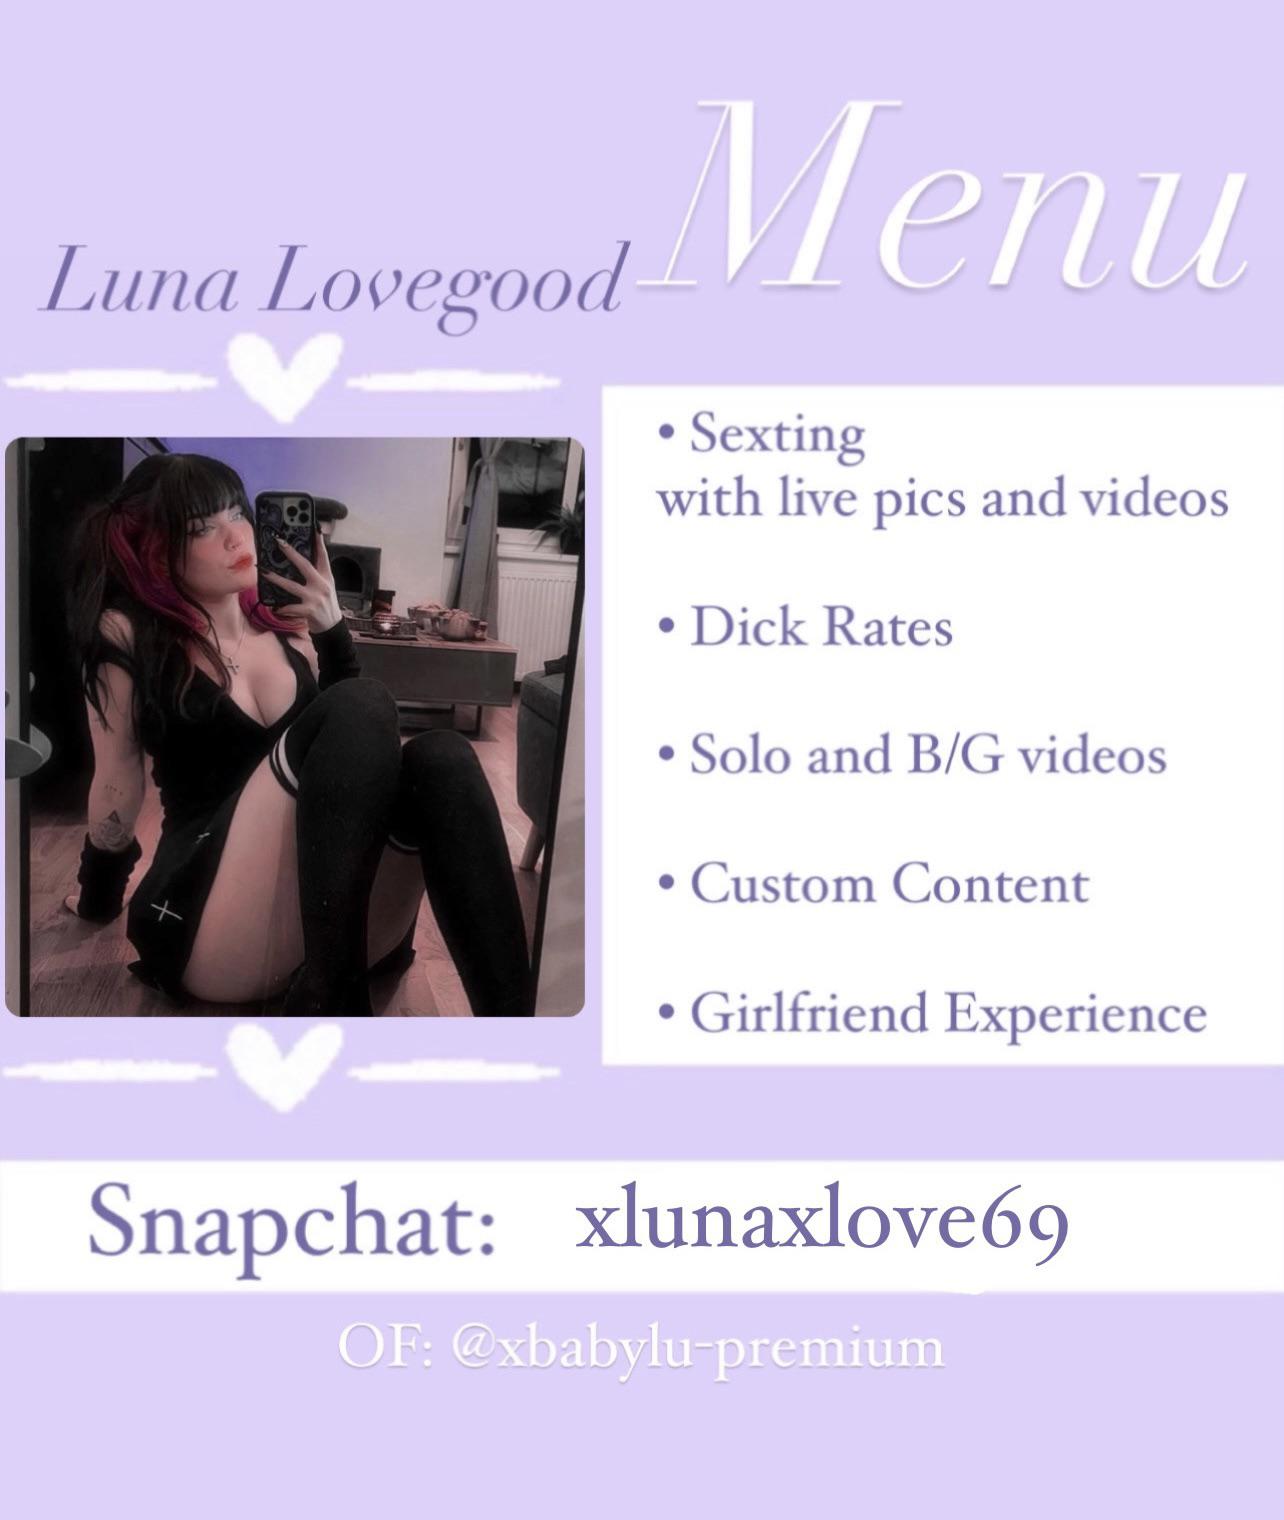 Menu
Luna Lovegood
• Sexting
with live pics and videos
• Dick Rates
• Solo and B/G videos
• Custom Content
• Girlfriend Experience
Snapchat: xlunaxlove69
OF: @xbabylu-premium